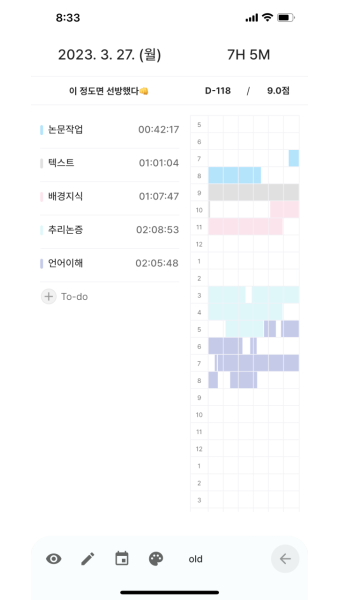 8:33
2023. 3. 27. (월)
7H 5M
이 정도면 선방했다👊
D-118 / 9.0점
논문작업 00:42:17
텍스트 01:01:04
배경지식 01:07:47
추리논증 02:08:53
언어이해 02:05:48
To-do
5
6
7
8
9
10
11
12
1
2
3
4
5
6
7
8
9
10
11
12
1
2
3
old